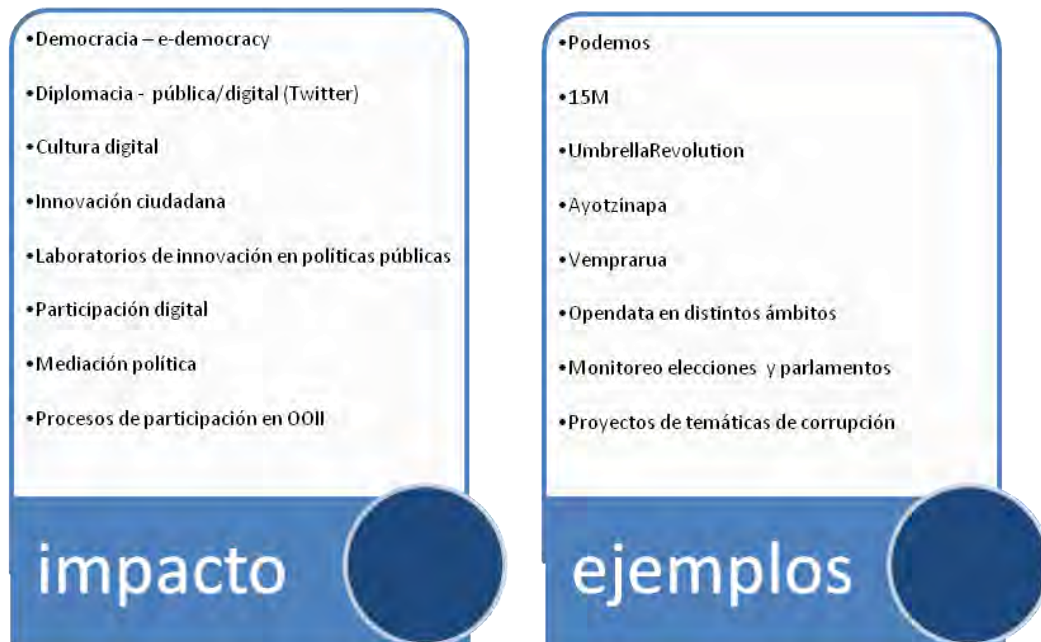 •Democracia – e-democracy
•Diplomacia - pública/digital (Twitter)
•Cultura digital
•Innovación ciudadana
•Laboratorios de innovación en políticas públicas
•Participación digital
•Mediación política
•Procesos de participación en OOII
impacto
•Podemos
•15M
•UmbrellaRevolution
•Ayotzinapa
•Vemprarua
•Opendata en distintos ámbitos
•Monitoreo elecciones y parlamentos
•Proyectos de temáticas de corrupción
ejemplos